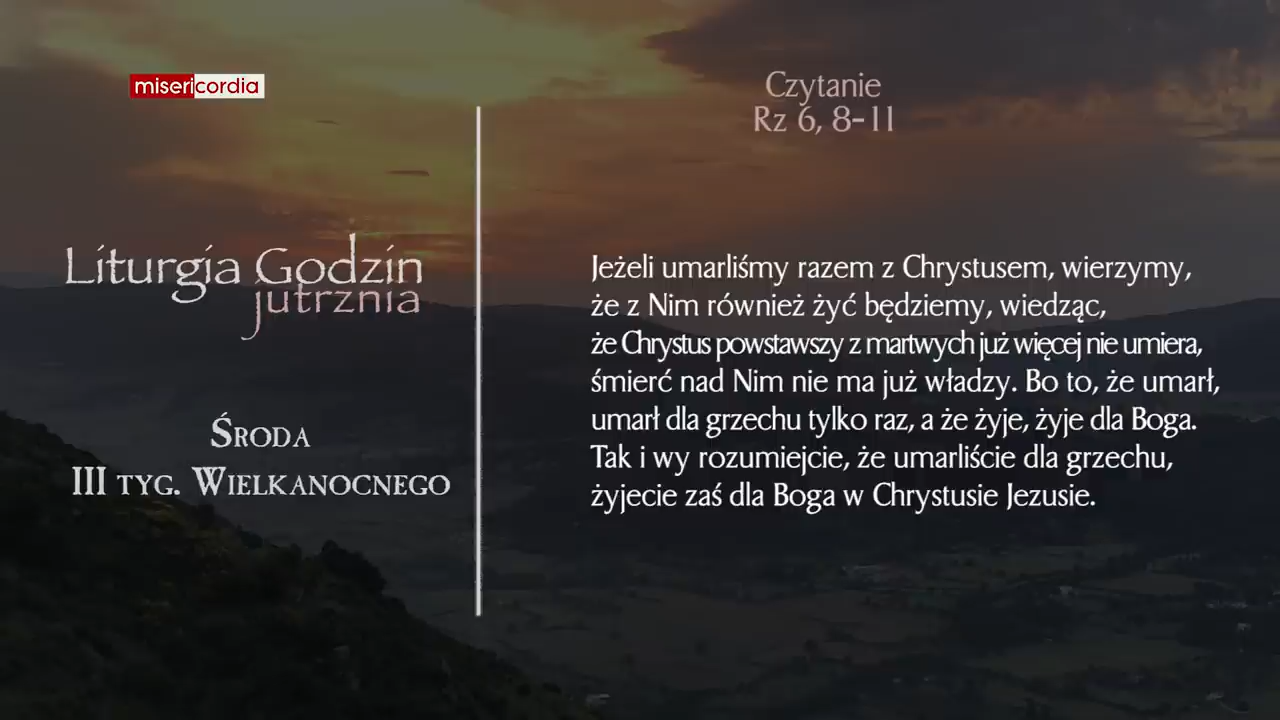 misericordia
Liturgia Godzin
jutrznia
Środa
III tyg. Wielkanocnego
Czytanie
Rz 6, 8-11
Jeżeli umarliśmy razem z Chrystusem, wierzymy,
że z Nim również żyć będziemy, wiedząc,
że Chrystus powstawszy z martwych już więcej nie umiera,
śmierć nad Nim nie ma już władzy. Bo to, że umarł,
umarł dla grzechu tylko raz, a że żyje, żyje dla Boga.
Tak i wy rozumiejcie, że umarliście dla grzechu,
żyjecie zaś dla Boga w Chrystusie Jezusie.